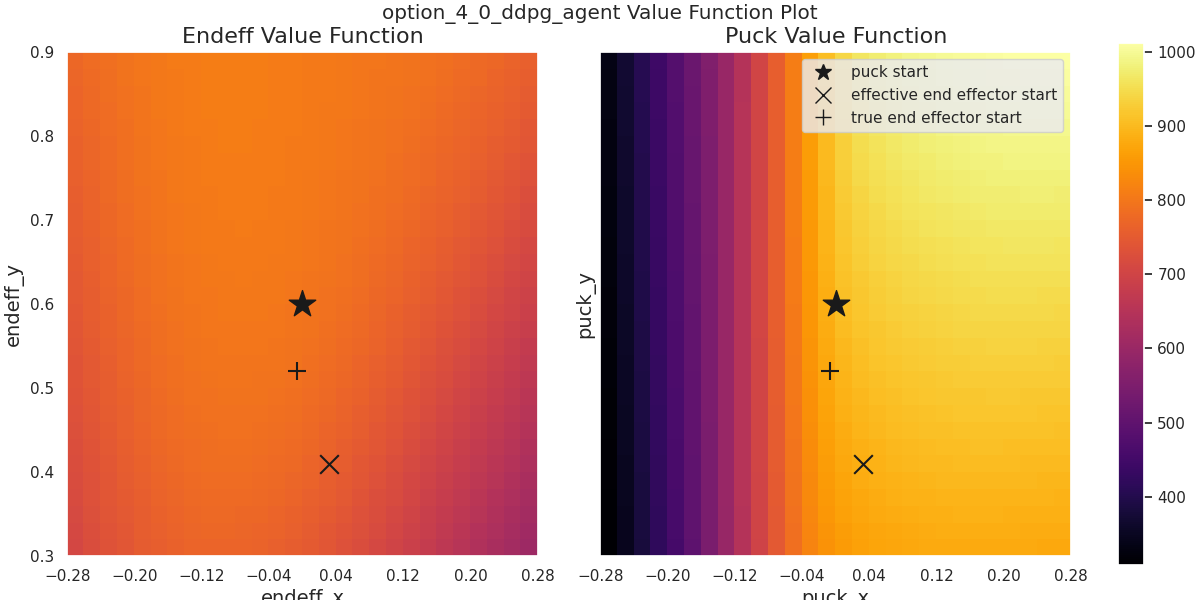 option_4_0_ddpg_agent Value Function Plot
Endeff Value Function
Puck Value Function
puck start
effective end effector start
true end effector start
endeff_y
0.9
0.8
0.7
0.6
0.5
0.4
0.3
−0.28 −0.20 −0.12 −0.04 0.04 0.12 0.20 0.28
endeff_x
puck_y
−0.28 −0.20 −0.12 −0.04 0.04 0.12 0.20 0.28
puck_x
1000
900
800
700
600
500
400